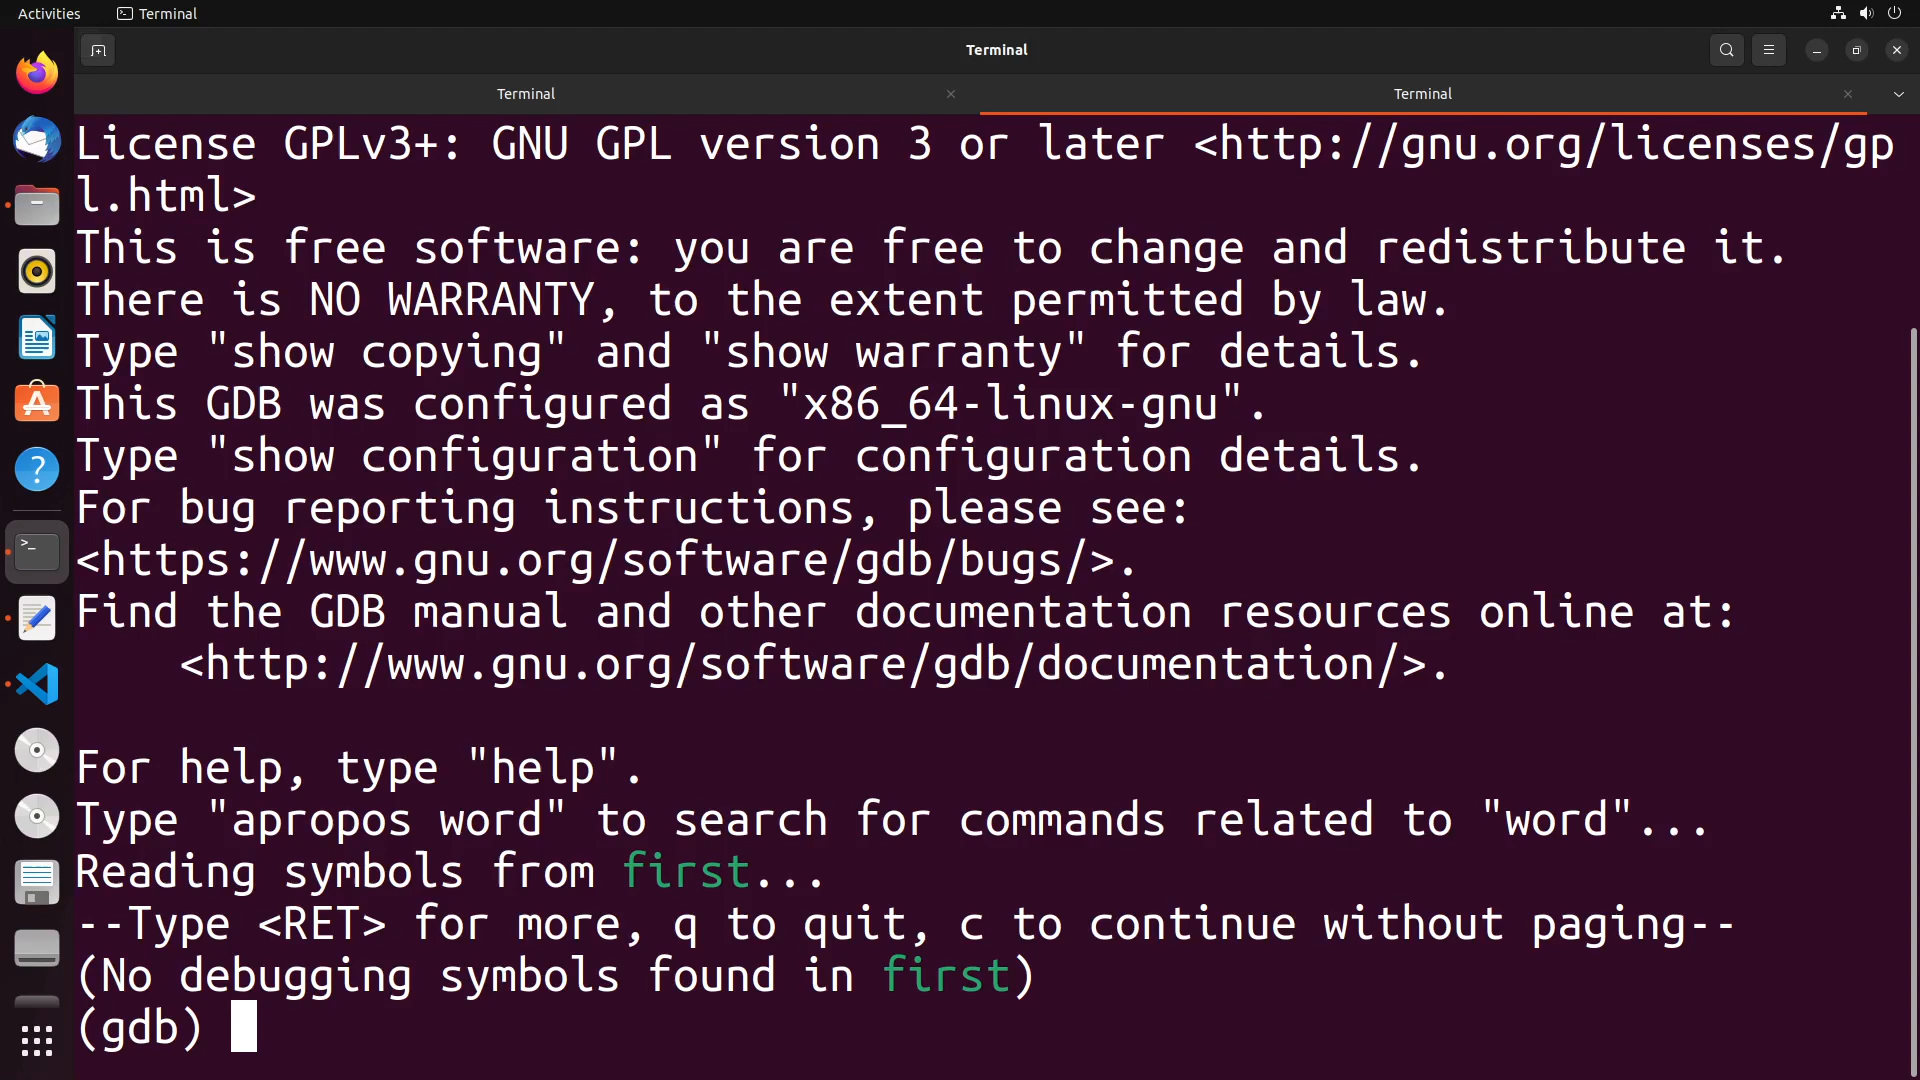 Activities
Terminal
Terminal
Terminal
Terminal
License GPLv3+: GNU GPL version 3 or later <http://gnu.org/licenses/gp
l.html>
This is free software: you are free to change and redistribute it.
There is NO WARRANTY, to the extent permitted by law.
Type "show copying" and "show warranty" for details.
This GDB was configured as "x86_64-linux-gnu".
Type "show configuration" for configuration details.
For bug reporting instructions, please see:
<https://www.gnu.org/software/gdb/bugs/>.
Find the GDB manual and other documentation resources online at:
    <http://www.gnu.org/software/gdb/documentation/>.
For help, type "help".
Type "apropos word" to search for commands related to "word"...
Reading symbols from first...
--Type <RET> for more, q to quit, c to continue without paging--
(No debugging symbols found in first)
(gdb)